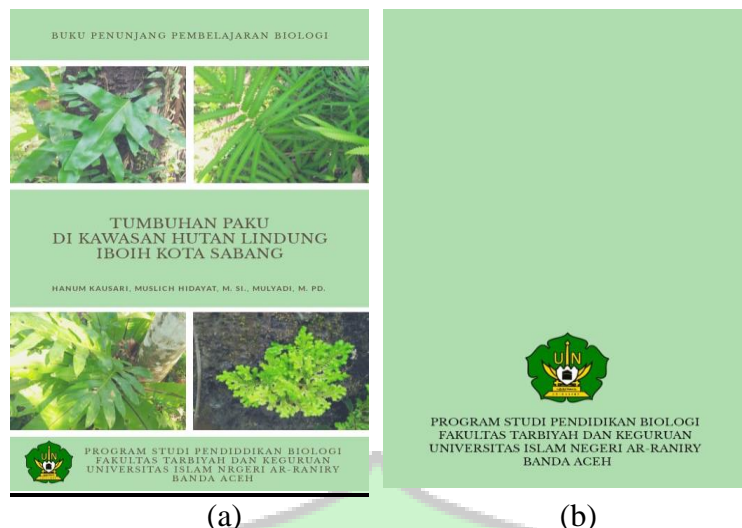 BUKU PENUNJANG PEMBELAJARAN BIOLOGI
TUMBUHAN PAKU
DI KAWASAN HUTAN LINDUNG
IBOIH KOTA SABANG
HANUM KAUSARI, MUSLICH HIDAYAT, M. SI., MULYADI, M. PD.
PROGRAM STUDI PENDIDDIKAN BIOLOGI
FAKULTAS TARBIYAH DAN KEGURUAN
UNIVERSITAS ISLAM NRGERI AR-RANIRY
BANDA ACEH
(a)
UIN
PROGRAM STUDI PENDIDIKAN BIOLOGI
FAKULTAS TARBIYAH DAN KEGURUAN
UNIVERSITAS ISLAM NEGERI AR-RANIRY
BANDA ACEH
(b)